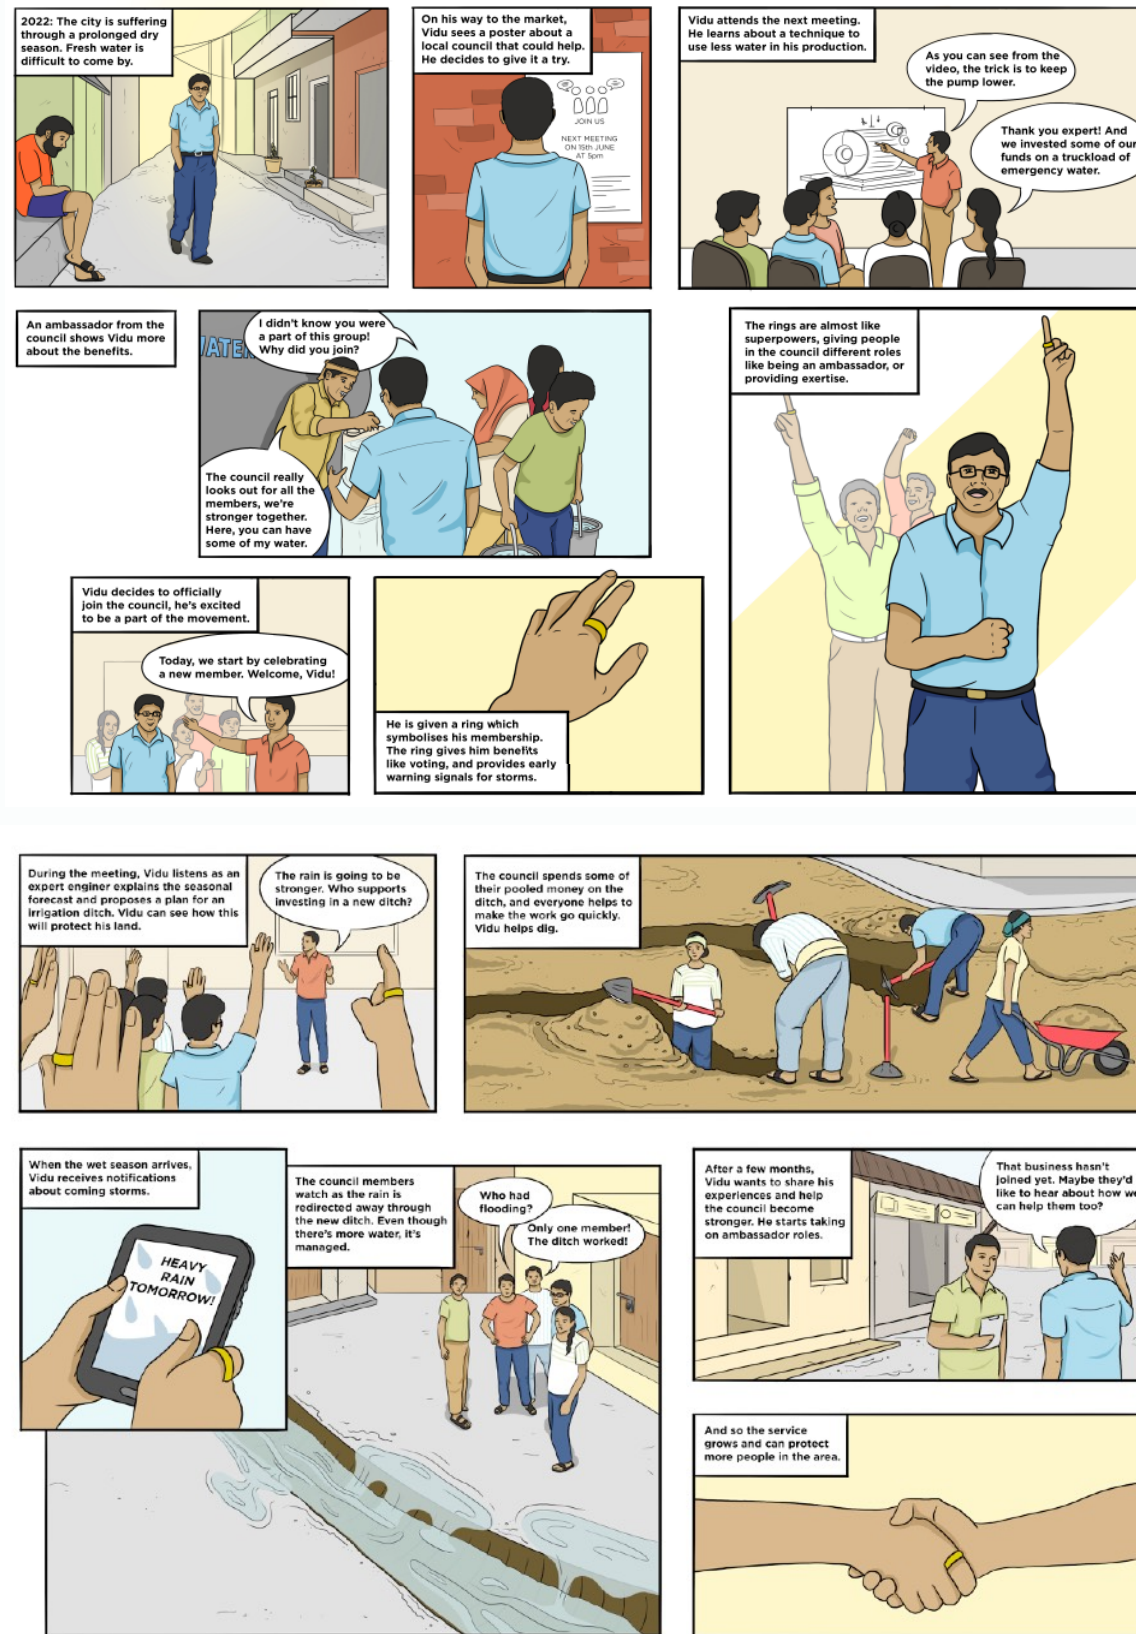 2022: The city is suffering
through a prolonged dry
season. Fresh water is
difficult to come by.
On his way to the market,
Vidu sees a poster about a
local council that could help.
He decides to give it a try.
JOIN US
NEXT MEETING
ON 15th JUNE
AT 5pm
Vidu attends the next meeting.
He learns about a technique to
use less water in his production.
As you can see from the
video, the trick is to keep
the pump lower.
Thank you expert! And
we invested some of our
funds on a truckload of
emergency water.
An ambassador from the
council shows Vidu more
about the benefits.
WATER
I didn't know you were
a part of this group!
Why did you join?
The council really
looks out for all the
members, we're
stronger together.
Here, you can have
some of my water.
The rings are almost like
superpowers, giving people
in the council different roles
like being an ambassador, or
providing exertise.
Vidu decides to officially
join the council, he's excited
to be a part of the movement.
Today, we start by celebrating
a new member. Welcome, Vidu!
He is given a ring which
symbolises his membership.
The ring gives him benefits
like voting, and provides early
warning signals for storms.
During the meeting, Vidu listens as an
expert enginer explains the seasonal
forecast and proposes a plan for an
irrigation ditch. Vidu can see how this
will protect his land.
The rain is going to be
stronger. Who supports
investing in a new ditch?
The council spends some of
their pooled money on the
ditch, and everyone helps to
make the work go quickly.
Vidu helps dig.
When the wet season arrives,
Vidu receives notifications
about coming storms.
HEAVY
RAIN
TOMORROW!
The council members
watch as the rain is
redirected away through
the new ditch. Even though
there's more water, it's
managed.
Who had
flooding?
Only one member!
The ditch worked!
After a few months,
Vidu wants to share his
experiences and help
the council become
stronger. He starts taking
on ambassador roles.
That business hasn't
joined yet. Maybe they'd
like to hear about how we
can help them too?
And so the service
grows and can protect
more people in the area.